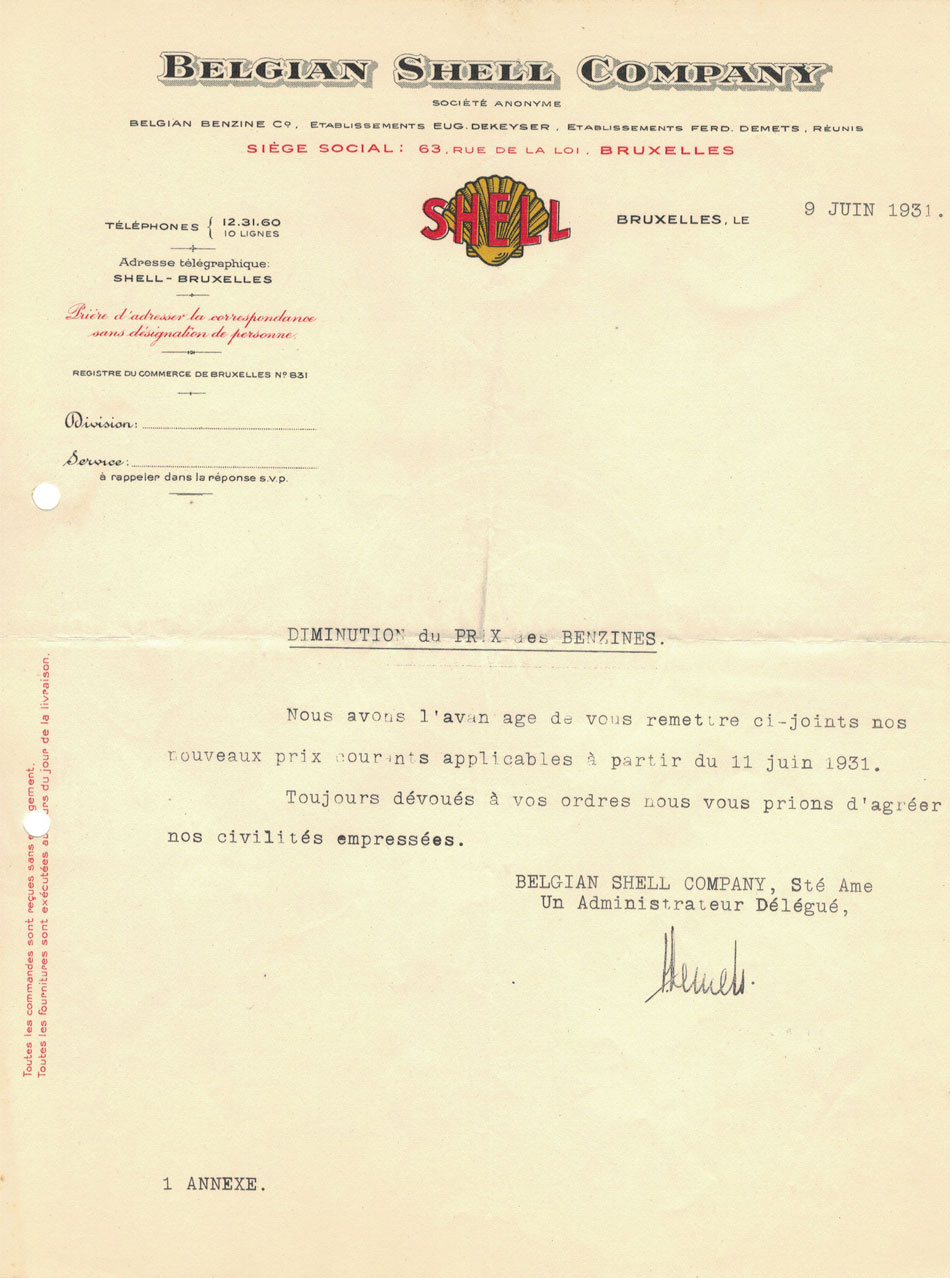 BELGIAN SHELL COMPANY
SOCIÉTÉ ANONYME
BELGIAN BENZINE Cº, ETABLISSEMENTS EUG. DEKEYSER, ETABLISSEMENTS FERD. DEMETS, RÉUNIS
SIÈGE SOCIAL: 63, RUE DE LA LOI, BRUXELLES
SHELL
BRUXELLES, LE 9 JUIN 1931.
TÉLÉPHONES { 12.31.60
10 LIGNES
Adresse télégraphique:
SHELL-BRUXELLES
Prière d'adresser la correspondance
sans désignation de personne.
REGISTRE DU COMMERCE DE BRUXELLES Nº 831
Division:
Service:
à rappeler dans la réponse s.v.p.
DIMINUTION du PRIX des BENZINES.
Nous avons l'avantage de vous remettre ci-joints nos
nouveaux prix courants applicables à partir du 11 juin 1931.
Toujours dévoués à vos ordres nous vous prions d'agréer
nos civilités empressées.
BELGIAN SHELL COMPANY, Sté Ame
Un Administrateur Délégué,
1 ANNEXE.
Toutes les commandes sont reçues sans engagement.
Toutes les fournitures sont exécutées au cours du jour de la livraison.